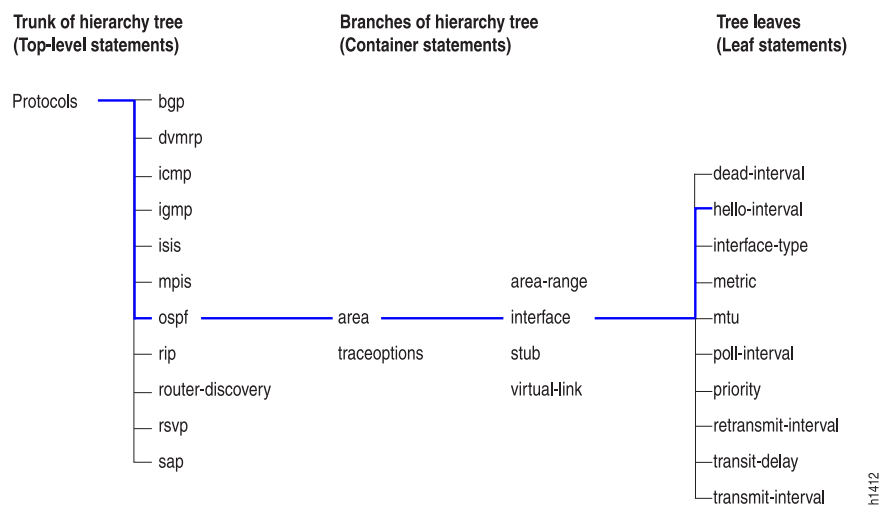 Trunk of hierarchy tree
(Top-level statements)
Branches of hierarchy tree
(Container statements)
Tree leaves
(Leaf statements)
Protocols
bgp
dvmrp
icmp
igmp
isis
mpis
ospf
rip
router-discovery
rsvp
sap
area
traceoptions
area-range
interface
stub
virtual-link
dead-interval
hello-interval
interface-type
metric
mtu
poll-interval
priority
retransmit-interval
transit-delay
transmit-interval
h1412